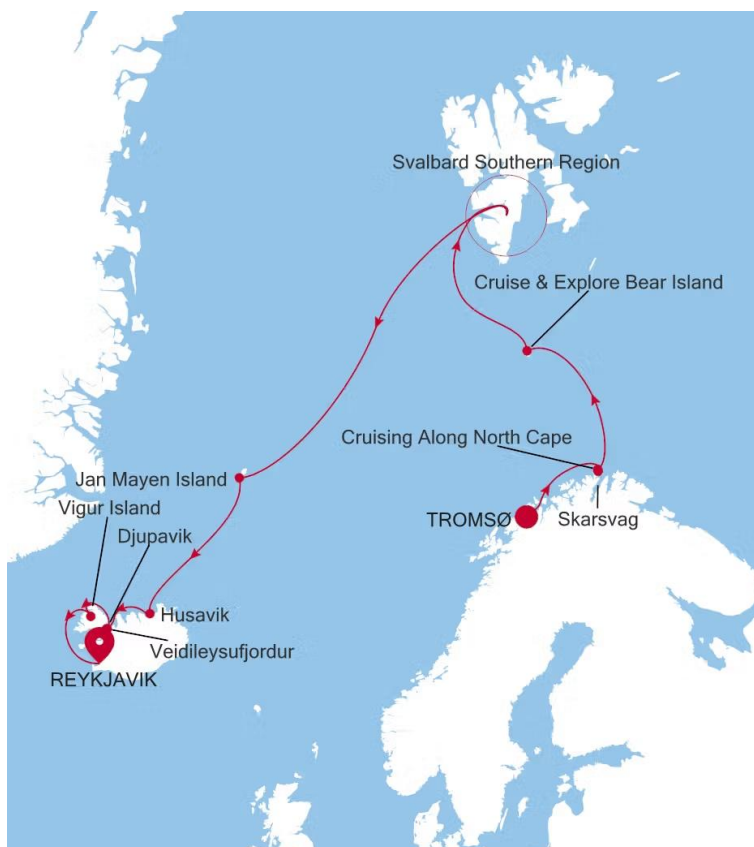 Svalbard Southern Region
Cruise & Explore Bear Island
Cruising Along North Cape
Jan Mayen Island
Vigur Island
TROMSØ
Skarsvag
Djupavik
Husavik
Veidileysufjordur
REYKJAVIK